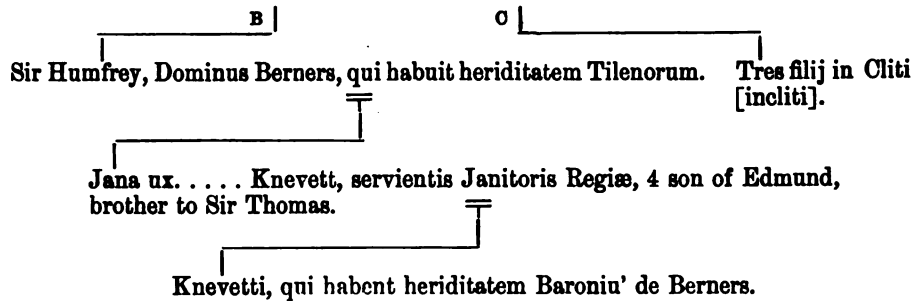 B C
Sir Humfrey, Dominus Berners, qui habuit heriditatem Tilenorum. Tres filij in Cliti
[incliti].
Jana ux. . . . . Knevett, servientis Janitoris Regiæ, 4 son of Edmund,
brother to Sir Thomas.
Knevetti, qui habent heriditatem Baroniu' de Berners.